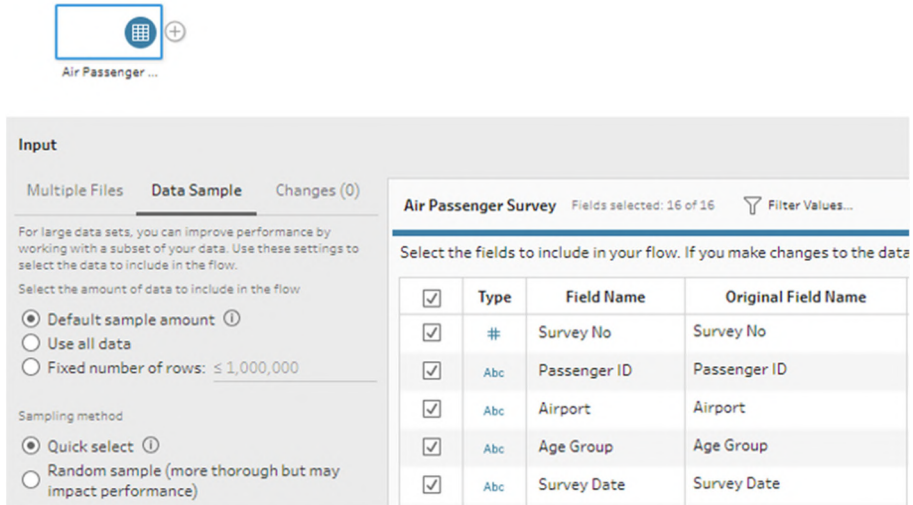 Air Passenger ...
Input
Multiple Files Data Sample Changes (0)
For large data sets, you can improve performance by
working with a subset of your data. Use these settings to
select the data to include in the flow.
Select the amount of data to include in the flow
Default sample amount
Use all data
Fixed number of rows: ≤ 1,000,000
Sampling method
Quick select
Random sample (more thorough but may
impact performance)
Air Passenger Survey Fields selected: 16 of 16 Filter Values...
Select the fields to include in your flow. If you make changes to the data
Type Field Name Original Field Name
# Survey No Survey No
Abc Passenger ID Passenger ID
Abc Airport Airport
Abc Age Group Age Group
Abc Survey Date Survey Date